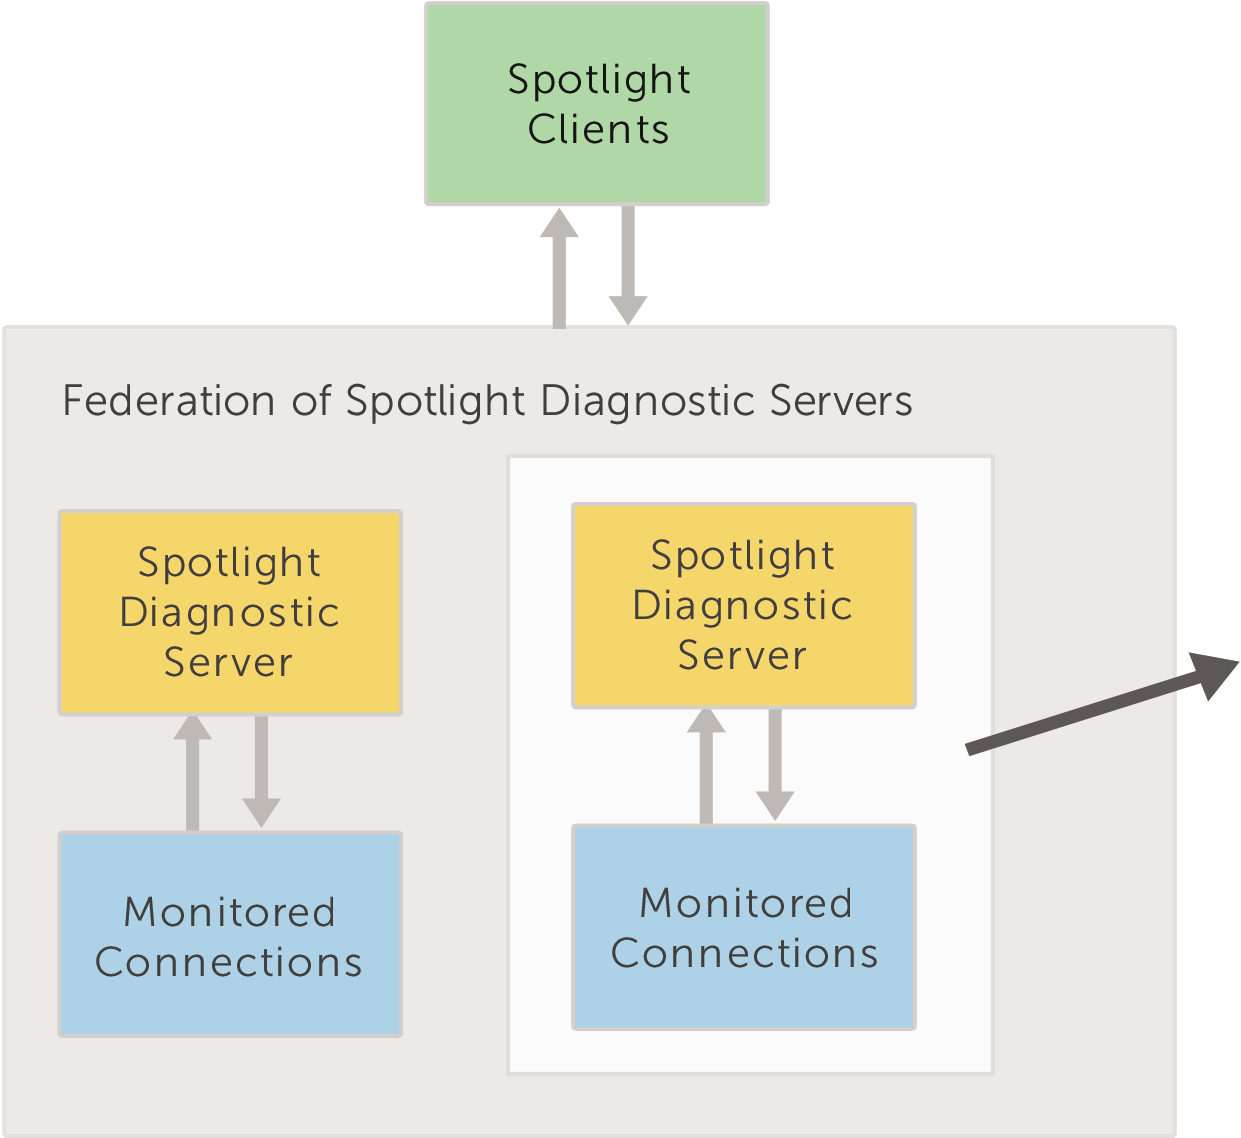 Spotlight
Clients
Federation of Spotlight Diagnostic Servers
Spotlight
Diagnostic
Server
Monitored
Connections
Spotlight
Diagnostic
Server
Monitored
Connections